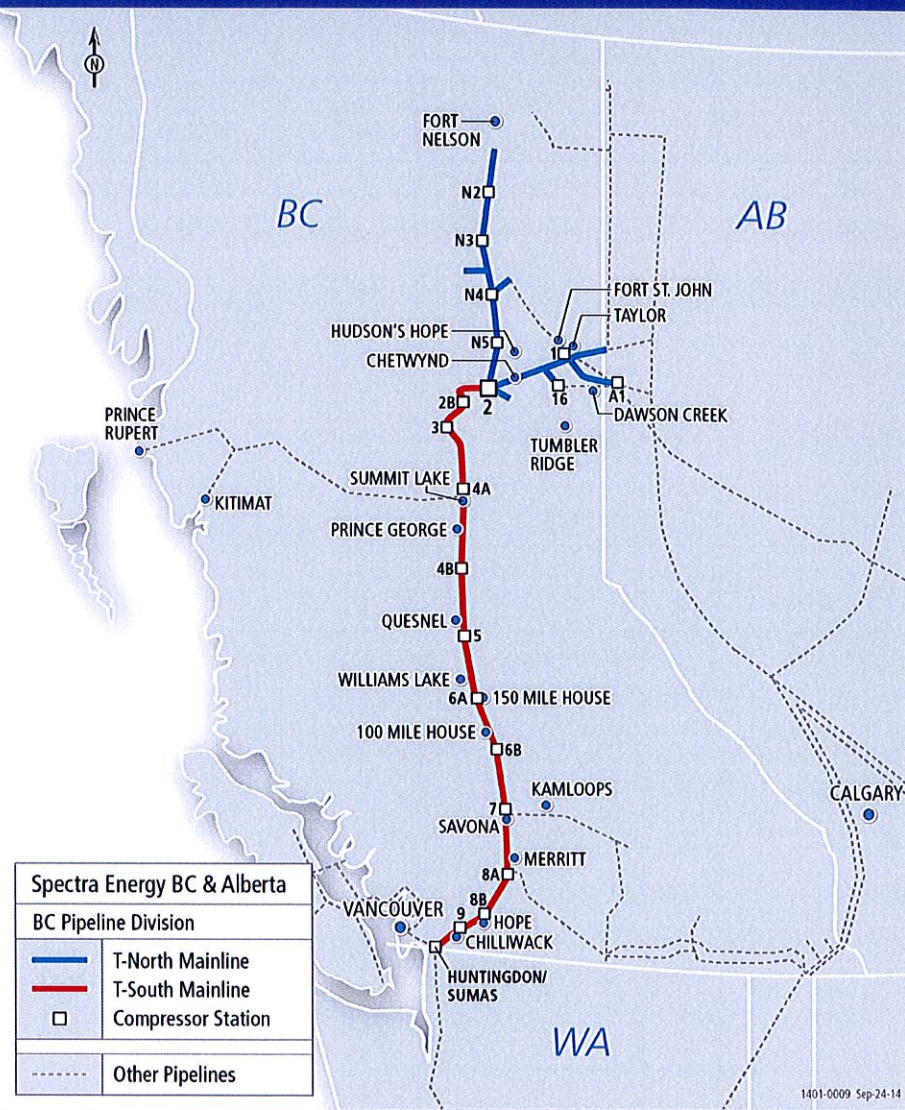 N
FORT
NELSON
N2
BC
AB
N3
N4
FORT ST. JOHN
TAYLOR
HUDSON'S HOPE
N5
1
CHETWYND
2
16
A1
2B
DAWSON CREEK
PRINCE
RUPERT
3
TUMBLER
RIDGE
SUMMIT LAKE
4A
KITIMAT
PRINCE GEORGE
4B
QUESNEL
5
WILLIAMS LAKE
6A
150 MILE HOUSE
100 MILE HOUSE
6B
KAMLOOPS
7
CALGARY
SAVONA
MERRITT
8A
8B
VANCOUVER
9
HOPE
CHILLIWACK
HUNTINGDON/
SUMAS
WA
Spectra Energy BC & Alberta
BC Pipeline Division
T-North Mainline
T-South Mainline
Compressor Station
Other Pipelines
1401-0009 Sep-24-14